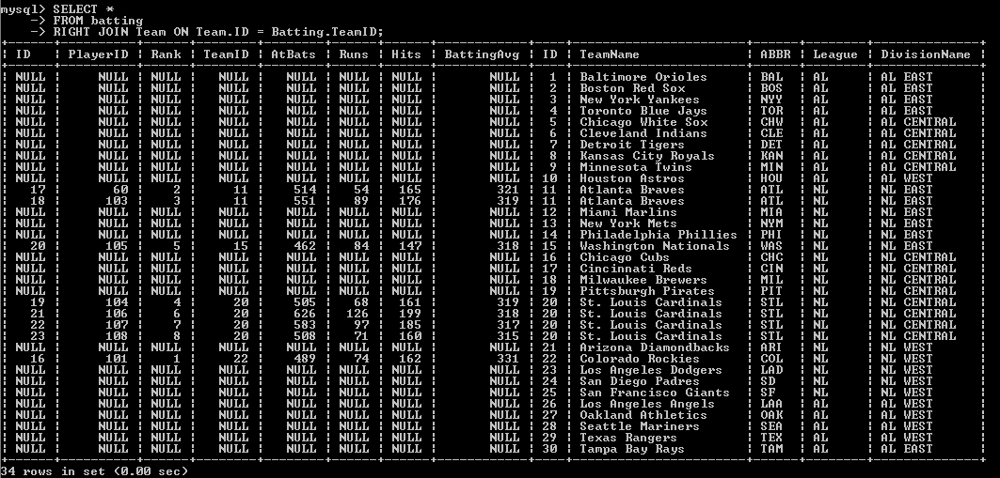 mysql> SELECT *
-> FROM batting
-> RIGHT JOIN Team ON Team.ID = Batting.TeamID;
| ID | PlayerID | Rank | TeamID | AtBats | Runs | Hits | BattingAvg | ID | TeamName | ABBR | League | DivisionName |
| NULL | NULL | NULL | NULL | NULL | NULL | NULL | NULL | 1 | Baltimore Orioles | BAL | AL | AL EAST |
| NULL | NULL | NULL | NULL | NULL | NULL | NULL | NULL | 2 | Boston Red Sox | BOS | AL | AL EAST |
| NULL | NULL | NULL | NULL | NULL | NULL | NULL | NULL | 3 | New York Yankees | NYY | AL | AL EAST |
| NULL | NULL | NULL | NULL | NULL | NULL | NULL | NULL | 4 | Toronto Blue Jays | TOR | AL | AL EAST |
| NULL | NULL | NULL | NULL | NULL | NULL | NULL | NULL | 5 | Chicago White Sox | CHW | AL | AL CENTRAL |
| NULL | NULL | NULL | NULL | NULL | NULL | NULL | NULL | 6 | Cleveland Indians | CLE | AL | AL CENTRAL |
| NULL | NULL | NULL | NULL | NULL | NULL | NULL | NULL | 7 | Detroit Tigers | DET | AL | AL CENTRAL |
| NULL | NULL | NULL | NULL | NULL | NULL | NULL | NULL | 8 | Kansas City Royals | KAN | AL | AL CENTRAL |
| NULL | NULL | NULL | NULL | NULL | NULL | NULL | NULL | 9 | Minnesota Twins | MIN | AL | AL CENTRAL |
| NULL | NULL | NULL | NULL | NULL | NULL | NULL | NULL | 10 | Houston Astros | HOU | AL | AL WEST |
| 17 | 60 | 2 | 11 | 514 | 54 | 165 | 321 | 11 | Atlanta Braves | ATL | NL | NL EAST |
| 18 | 103 | 3 | 11 | 551 | 89 | 176 | 319 | 11 | Atlanta Braves | ATL | NL | NL EAST |
| NULL | NULL | NULL | NULL | NULL | NULL | NULL | NULL | 12 | Miami Marlins | MIA | NL | NL EAST |
| NULL | NULL | NULL | NULL | NULL | NULL | NULL | NULL | 13 | New York Mets | NYM | NL | NL EAST |
| NULL | NULL | NULL | NULL | NULL | NULL | NULL | NULL | 14 | Philadelphia Phillies | PHI | NL | NL EAST |
| 20 | 105 | 5 | 15 | 462 | 84 | 147 | 318 | 15 | Washington Nationals | WAS | NL | NL EAST |
| NULL | NULL | NULL | NULL | NULL | NULL | NULL | NULL | 16 | Chicago Cubs | CHC | NL | NL CENTRAL |
| NULL | NULL | NULL | NULL | NULL | NULL | NULL | NULL | 17 | Cincinnati Reds | CIN | NL | NL CENTRAL |
| NULL | NULL | NULL | NULL | NULL | NULL | NULL | NULL | 18 | Milwaukee Brewers | MIL | NL | NL CENTRAL |
| NULL | NULL | NULL | NULL | NULL | NULL | NULL | NULL | 19 | Pittsburgh Pirates | PIT | NL | NL CENTRAL |
| 19 | 104 | 4 | 20 | 505 | 68 | 161 | 319 | 20 | St. Louis Cardinals | STL | NL | NL CENTRAL |
| 21 | 106 | 6 | 20 | 626 | 126 | 199 | 318 | 20 | St. Louis Cardinals | STL | NL | NL CENTRAL |
| 22 | 107 | 7 | 20 | 583 | 97 | 185 | 317 | 20 | St. Louis Cardinals | STL | NL | NL CENTRAL |
| 23 | 108 | 8 | 20 | 508 | 71 | 160 | 315 | 20 | St. Louis Cardinals | STL | NL | NL CENTRAL |
| NULL | NULL | NULL | NULL | NULL | NULL | NULL | NULL | 21 | Arizona Diamondbacks | ARI | NL | NL WEST |
| 16 | 101 | 1 | 22 | 489 | 74 | 162 | 331 | 22 | Colorado Rockies | COL | NL | NL WEST |
| NULL | NULL | NULL | NULL | NULL | NULL | NULL | NULL | 23 | Los Angeles Dodgers | LAD | NL | NL WEST |
| NULL | NULL | NULL | NULL | NULL | NULL | NULL | NULL | 24 | San Diego Padres | SD | NL | NL WEST |
| NULL | NULL | NULL | NULL | NULL | NULL | NULL | NULL | 25 | San Francisco Giants | SF | NL | NL WEST |
| NULL | NULL | NULL | NULL | NULL | NULL | NULL | NULL | 26 | Los Angeles Angels | LAA | AL | AL WEST |
| NULL | NULL | NULL | NULL | NULL | NULL | NULL | NULL | 27 | Oakland Athletics | OAK | AL | AL WEST |
| NULL | NULL | NULL | NULL | NULL | NULL | NULL | NULL | 28 | Seattle Mariners | SEA | AL | AL WEST |
| NULL | NULL | NULL | NULL | NULL | NULL | NULL | NULL | 29 | Texas Rangers | TEX | AL | AL WEST |
| NULL | NULL | NULL | NULL | NULL | NULL | NULL | NULL | 30 | Tampa Bay Rays | TAM | AL | AL WEST |
34 rows in set (0.00 sec)